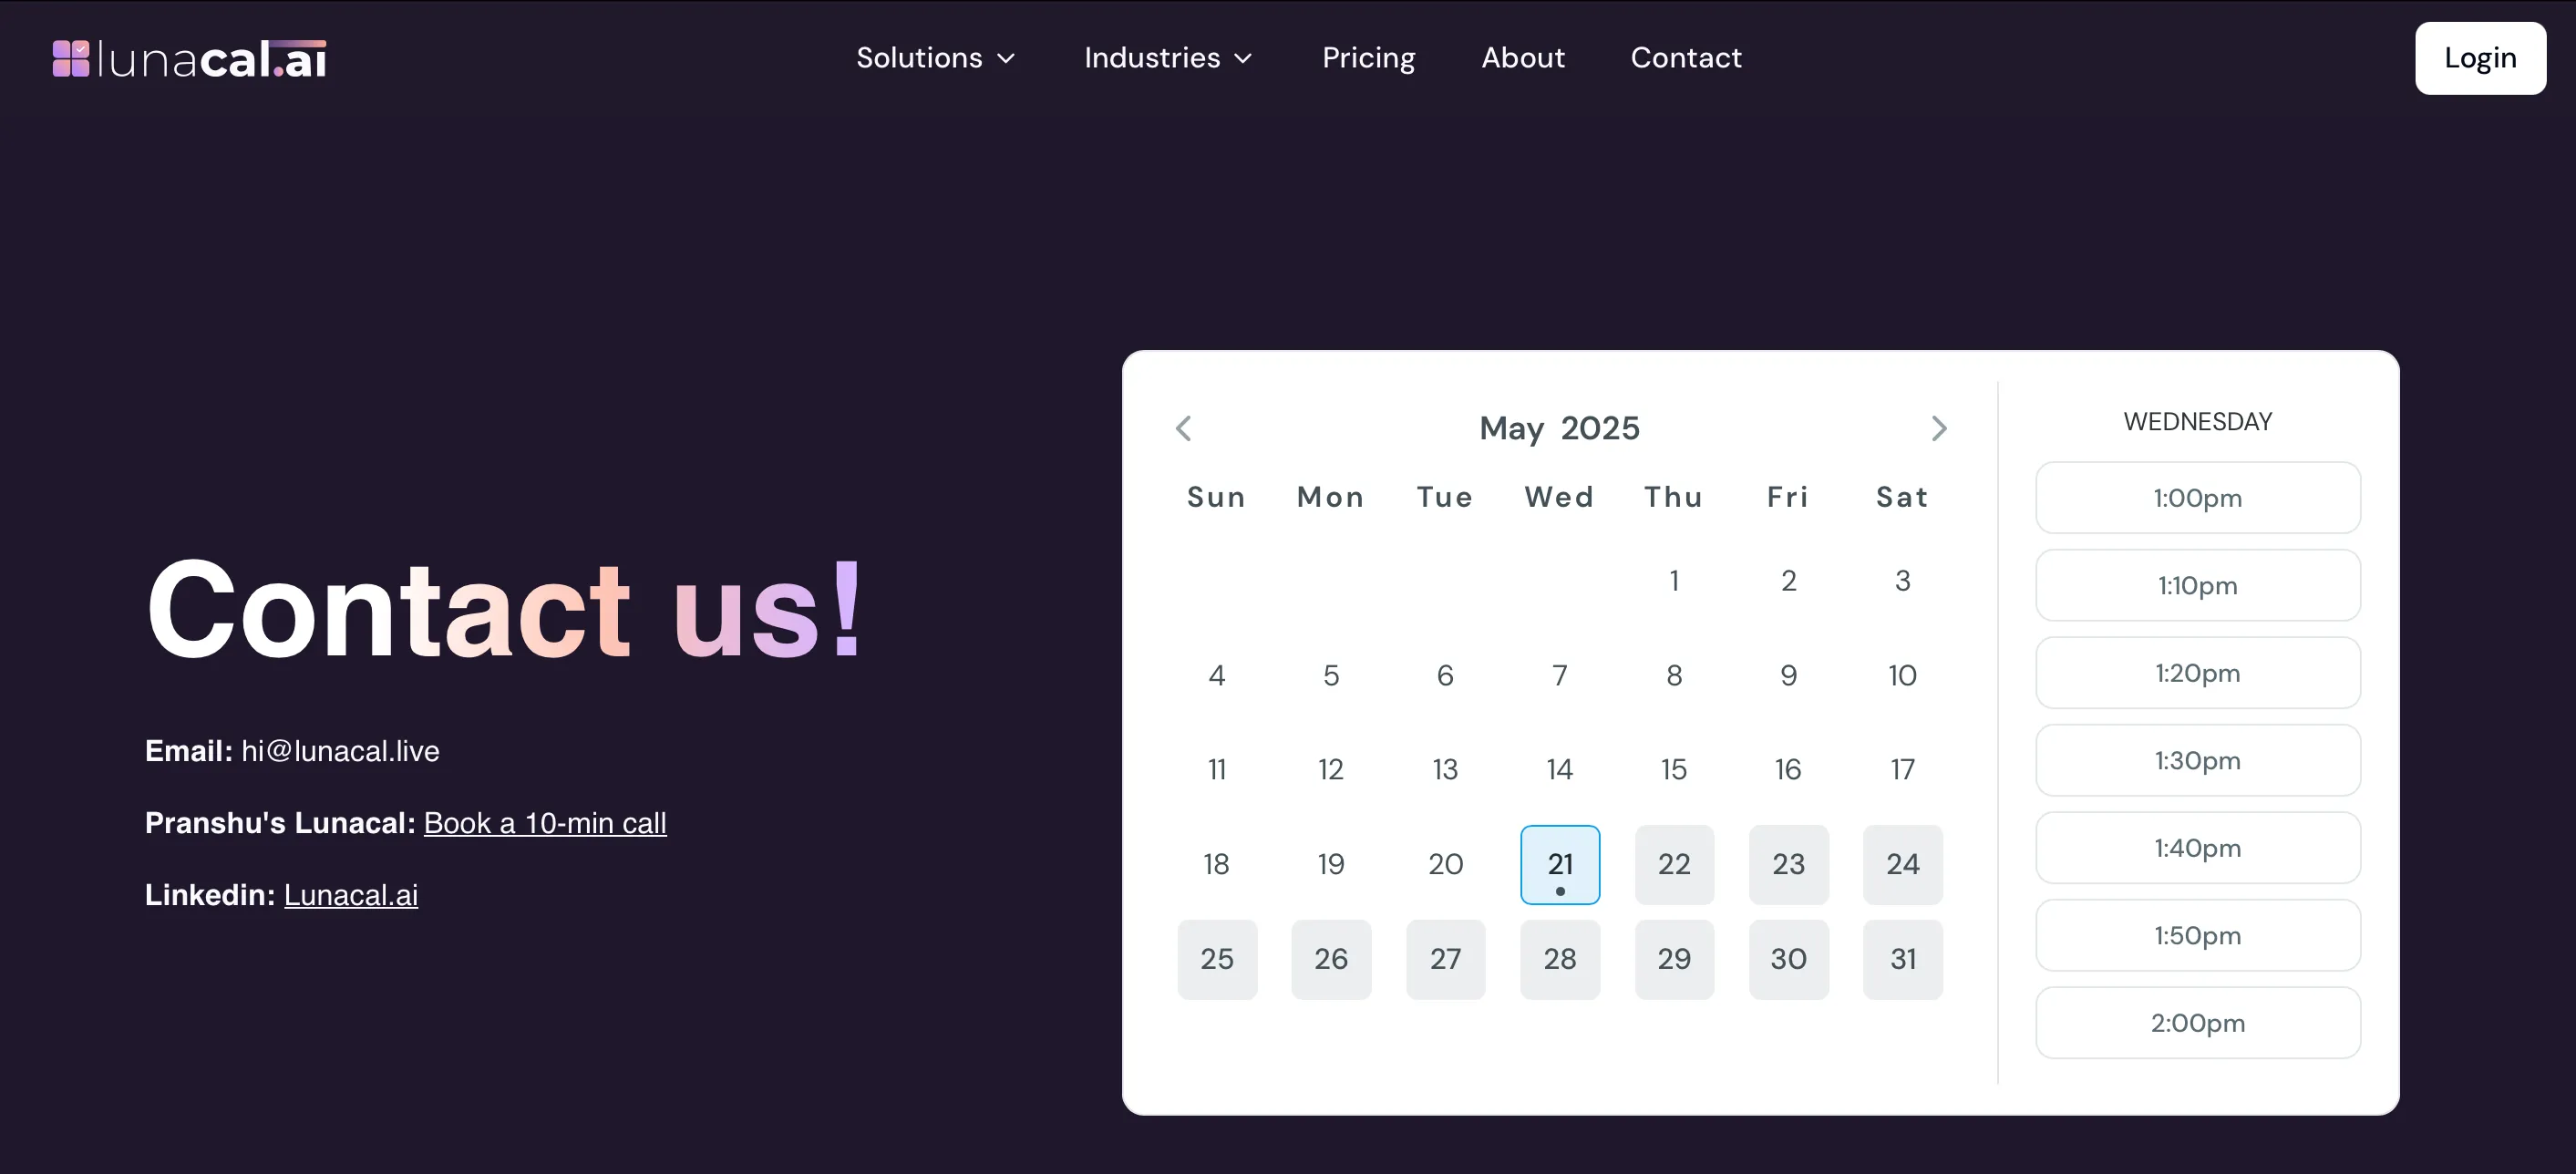 lunacal.ai
Solutions
Industries
Pricing
About
Contact
Login
Contact us!
Email: hi@lunacal.live
Pranshu's Lunacal: Book a 10-min call
Linkedin: Lunacal.ai
May 2025
Sun Mon Tue Wed Thu Fri Sat
1 2 3
4 5 6 7 8 9 10
11 12 13 14 15 16 17
18 19 20 21 22 23 24
25 26 27 28 29 30 31
WEDNESDAY
1:00pm
1:10pm
1:20pm
1:30pm
1:40pm
1:50pm
2:00pm